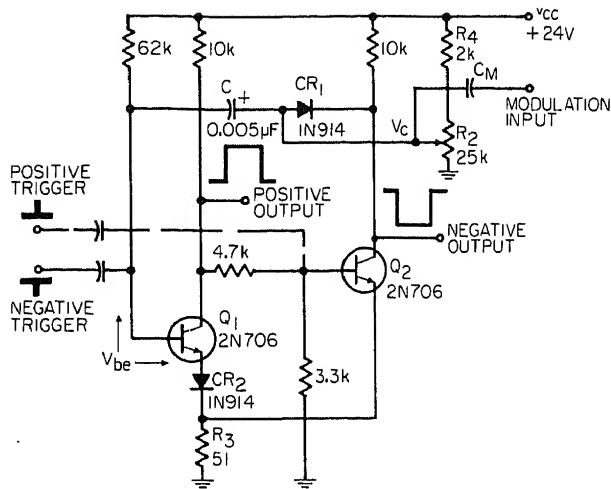 VCC
+ 24V
62k
10k
10k
R4
2k
CM
C +
CR1
0.005µF
1N914
VC
R2
25k
MODULATION
INPUT
POSITIVE
TRIGGER
POSITIVE
OUTPUT
NEGATIVE
OUTPUT
4.7k
Q2
2N706
NEGATIVE
TRIGGER
Q1
2N706
Vbe
CR2
1N914
3.3k
R3
51